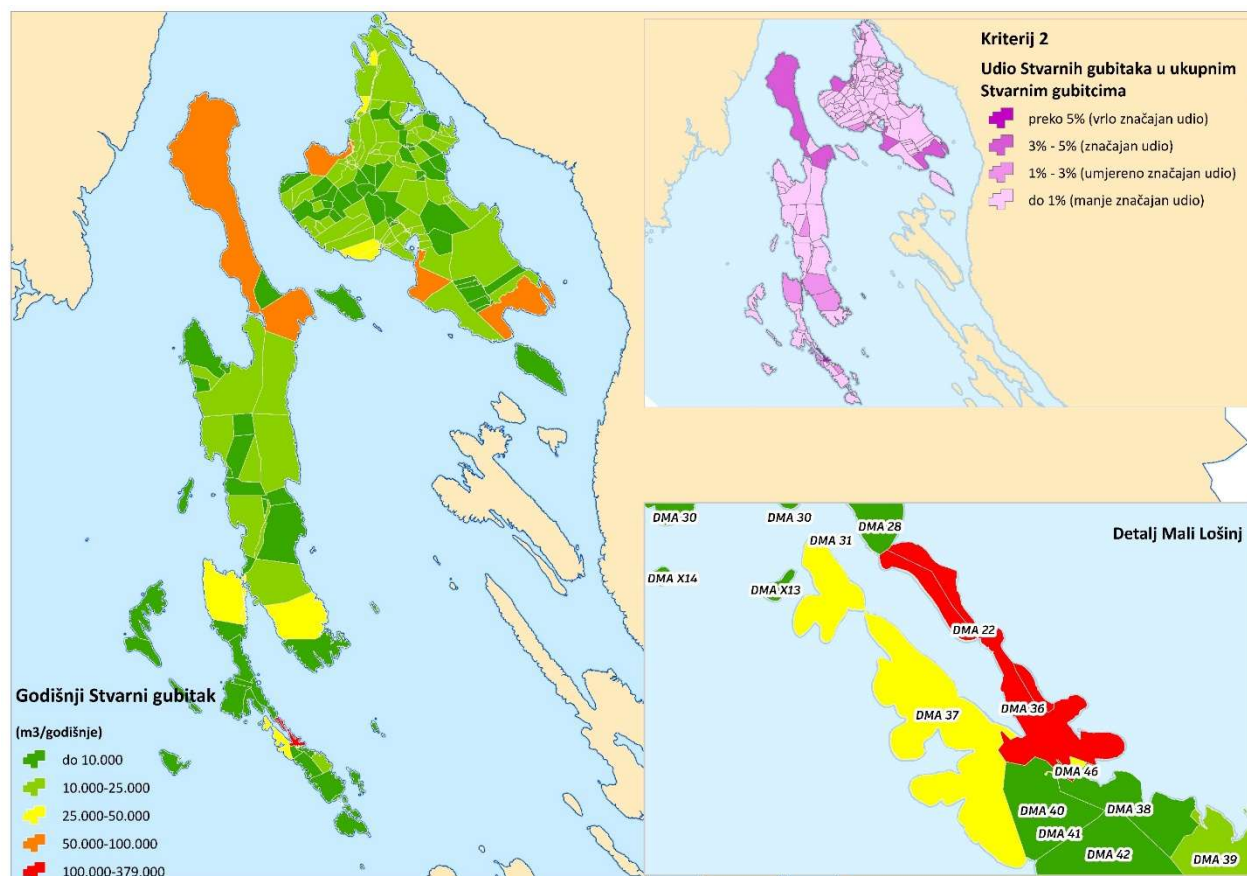 Kriterij 2
Udio Stvarnih gubitaka u ukupnim
Stvarnim gubitcima
preko 5% (vrlo značajan udio)
3% - 5% (značajan udio)
1% - 3% (umjereno značajan udio)
do 1% (manje značajan udio)
Godišnji Stvarni gubitak
(m3/godišnje)
do 10.000
10.000-25.000
25.000-50.000
50.000-100.000
100.000-379.000
Detalj Mali Lošinj
DMA 30
DMA 30
DMA 28
DMA 31
DMA X14
DMA X13
DMA 22
DMA 36
DMA 37
DMA 46
DMA 40
DMA 38
DMA 41
DMA 42
DMA 39